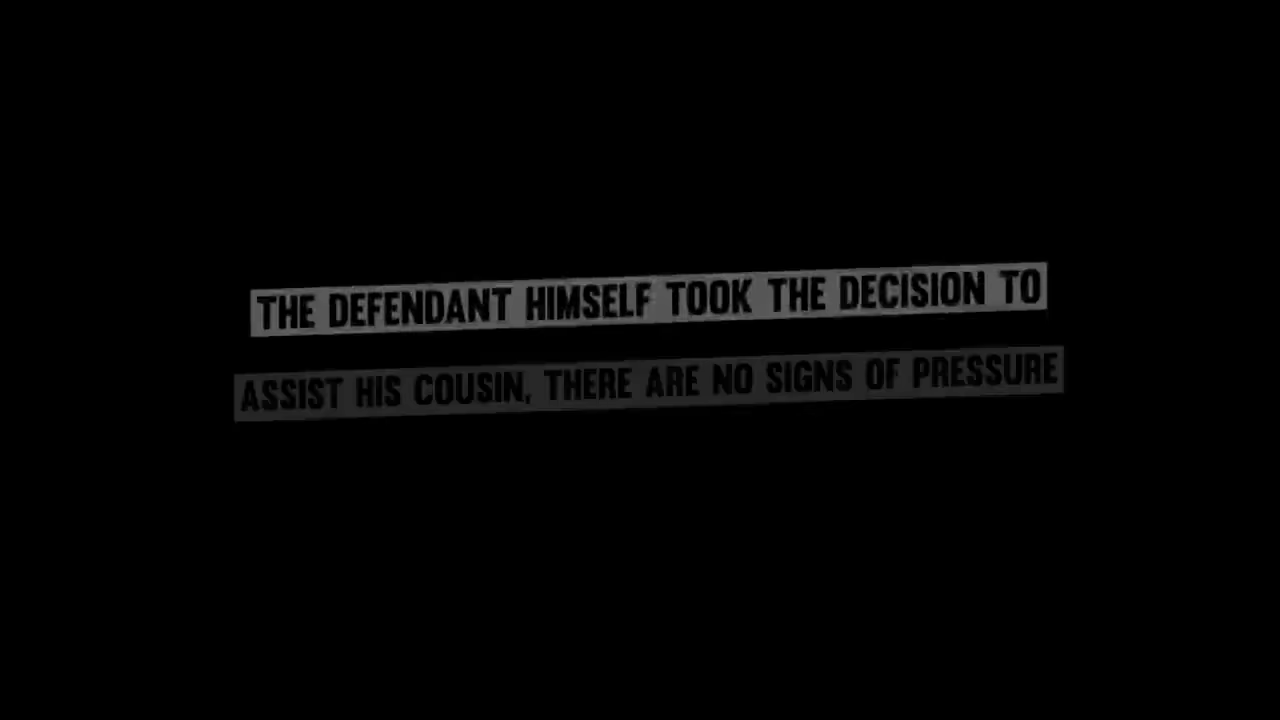 THE DEFENDANT HIMSELF TOOK THE DECISION TO
ASSIST HIS COUSIN, THERE ARE NO SIGNS OF PRESSURE